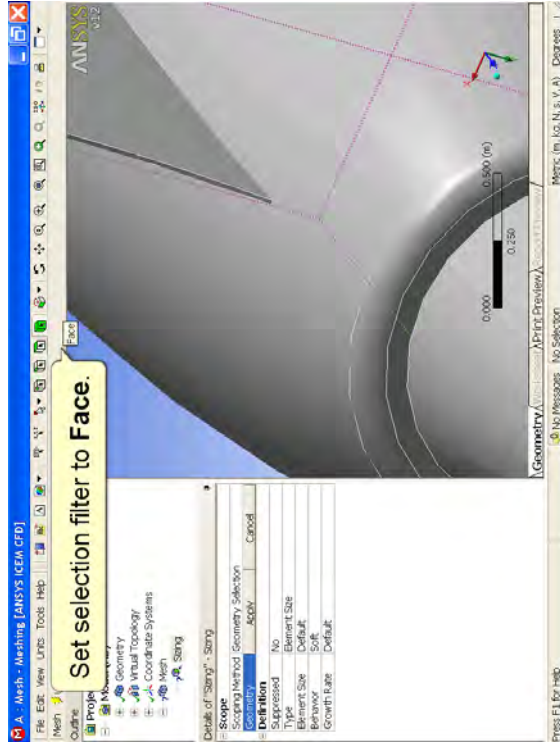 A : Mesh - Meshing [ANSYS ICEM CFD]
File Edit View Units Tools Help
Mesh
Face
Set selection filter to Face.
Outline
Geometry
Virtual Topology
Coordinate Systems
Mesh
Sizing
Details of "Sizing" - Sizing
Scope
Scoping Method Geometry Selection
Geometry Apply Cancel
Definition
Suppressed No
Type Element Size
Element Size Default
Behavior Soft
Growth Rate Default
ANSYS
v12
0.000 0.500 (m)
0.250
Geometry Print Preview Report Preview
Press F1 for Help No Messages No Selection Metric (m, kg, N, s, V, A) Degrees